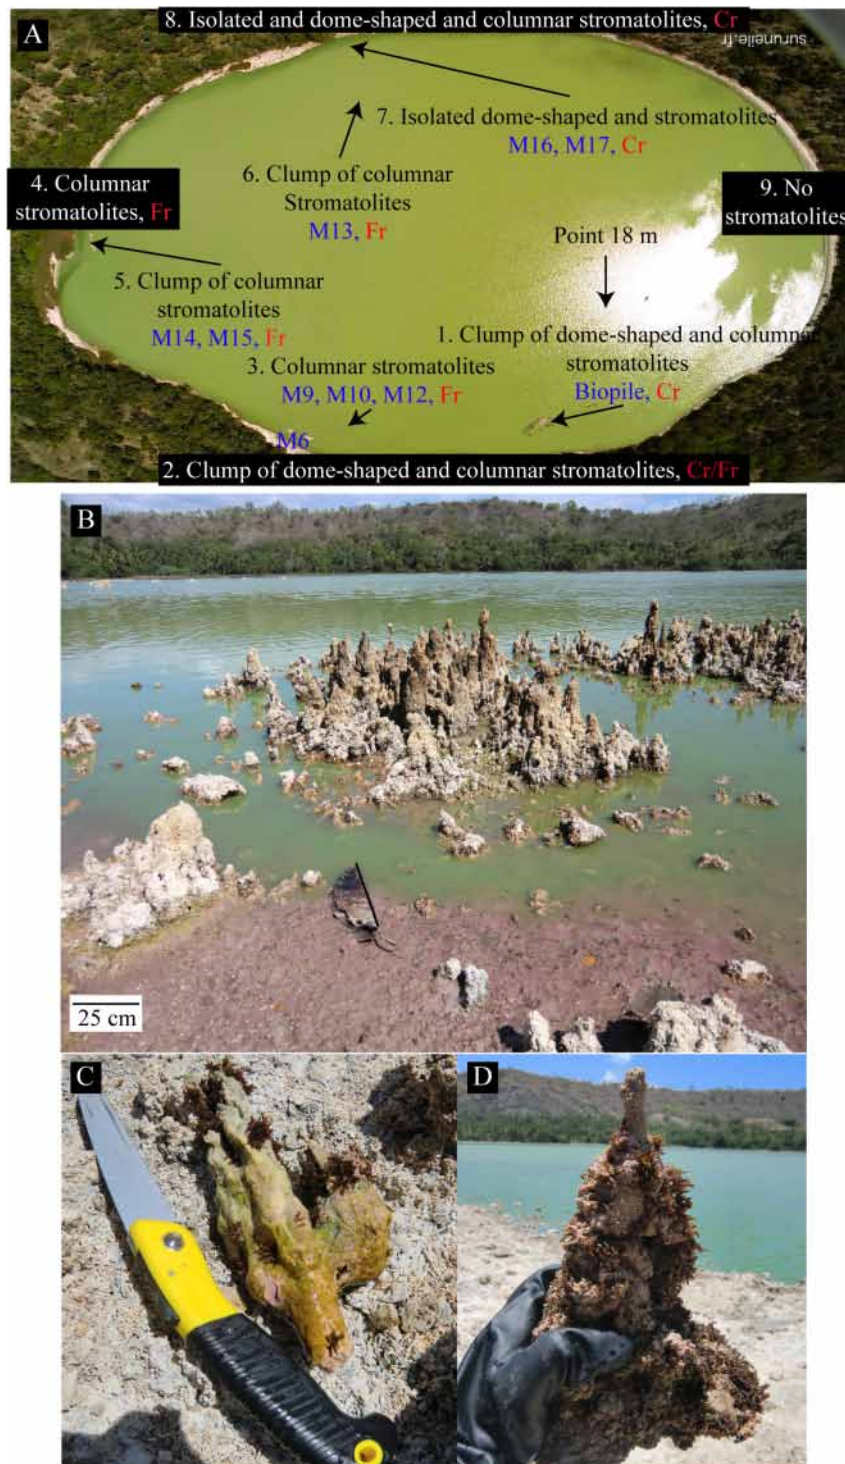 A
8. Isolated and dome-shaped and columnar stromatolites, Cr
suruneile.fr
7. Isolated dome-shaped and stromatolites
M16, M17, Cr
6. Clump of columnar
Stromatolites
M13, Fr
4. Columnar
stromatolites, Fr
9. No
stromatolites
Point 18 m
5. Clump of columnar
stromatolites
M14, M15, Fr
1. Clump of dome-shaped and columnar
stromatolites
Biopile, Cr
3. Columnar stromatolites
M9, M10, M12, Fr
M6
2. Clump of dome-shaped and columnar stromatolites, Cr/Fr
B
25 cm
C
D